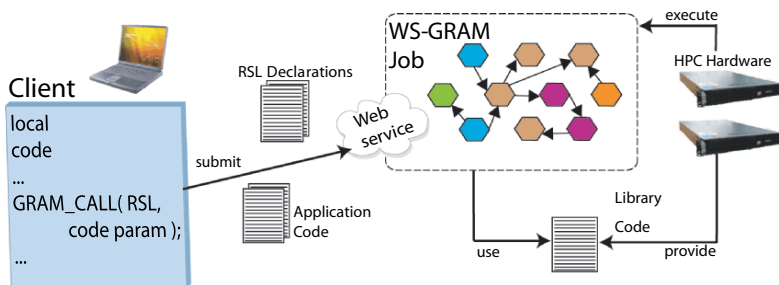 Client
local
code
...
GRAM_CALL( RSL,
code param );
...
submit
RSL Declarations
Application
Code
Web
service
WS-GRAM
Job
execute
HPC Hardware
use
Library
Code
provide